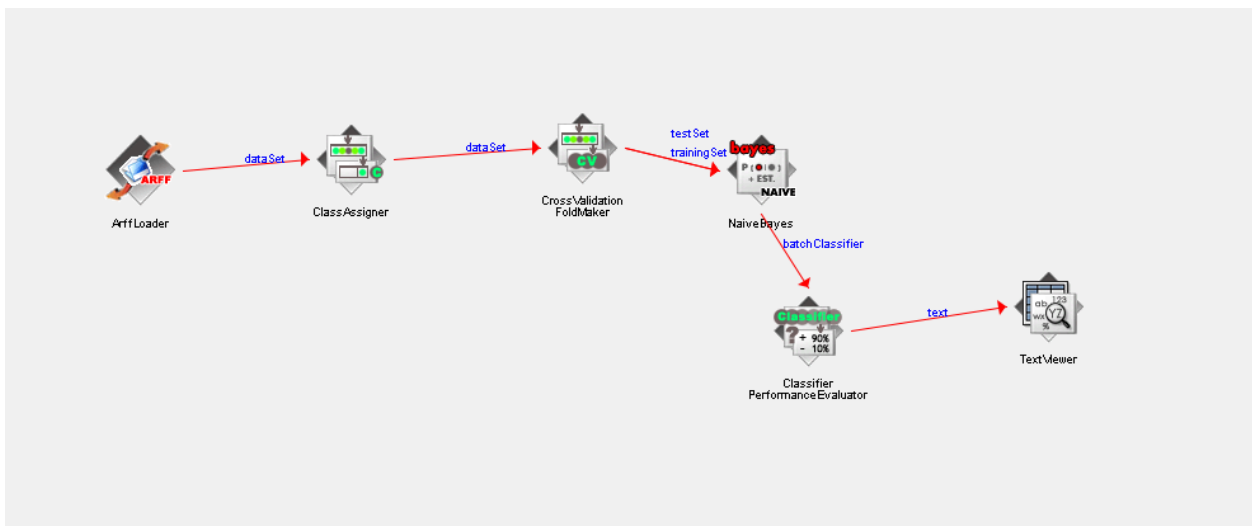 dataSet
dataSet
testSet
trainingSet
ARFF
C
CV
bayes
P(●|●)
+ EST.
NAIVE
ArffLoader
ClassAssigner
CrossValidation
FoldMaker
NaiveBayes
batchClassifier
Classifier
?
+ 90%
- 10%
text
ab 123
wx YZ
%
TextViewer
Classifier
PerformanceEvaluator